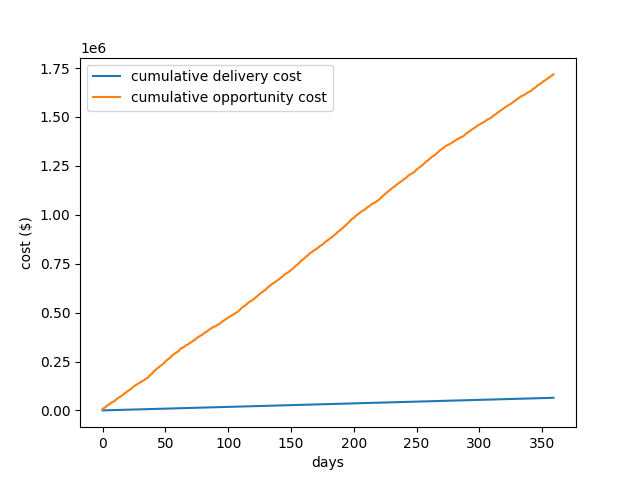 1e6
cumulative delivery cost
cumulative opportunity cost
1.75
1.50
1.25
1.00
0.75
0.50
0.25
0.00
cost ($)
0 50 100 150 200 250 300 350
days